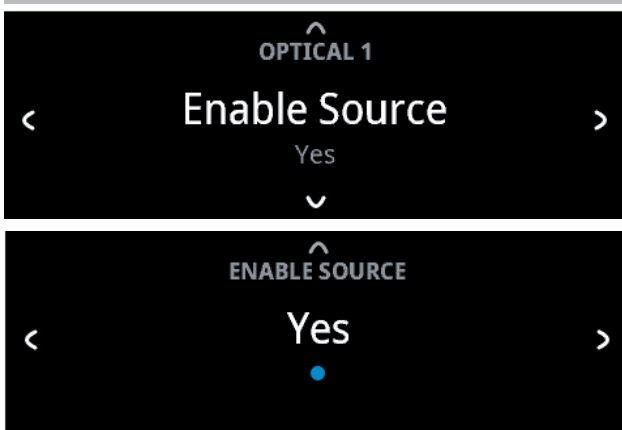 OPTICAL 1
Enable Source
Yes
ENABLE SOURCE
Yes